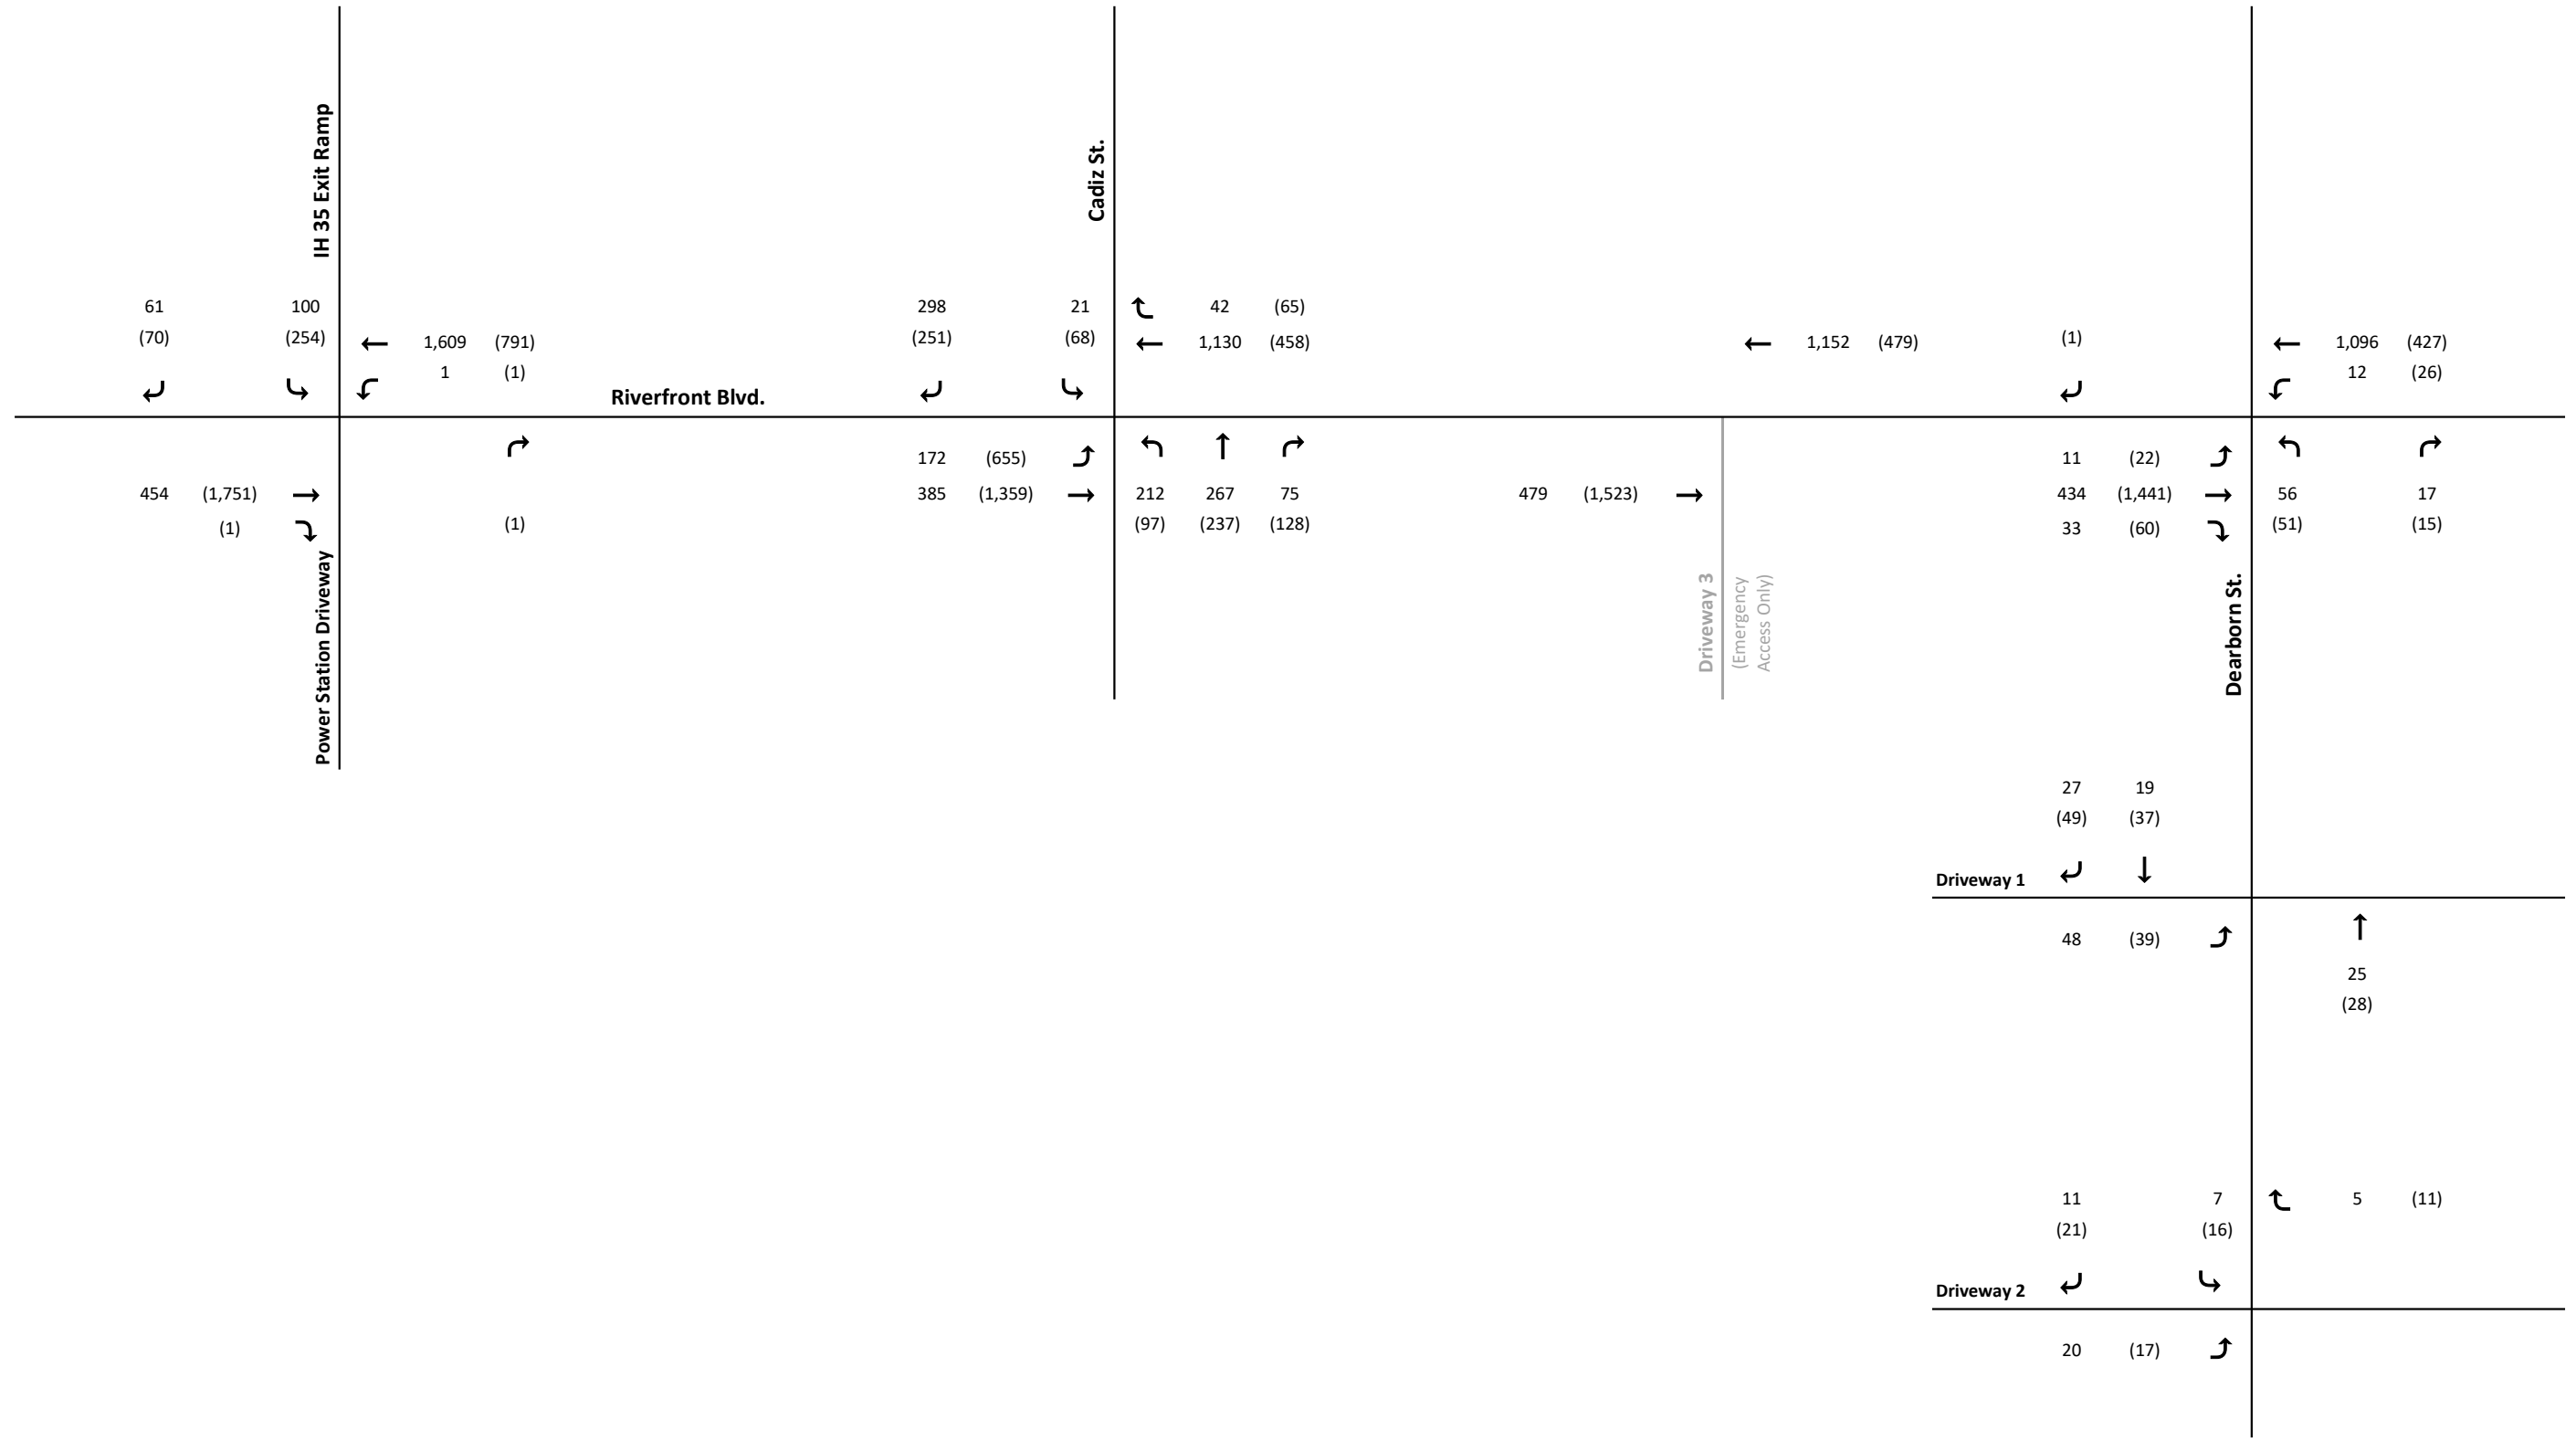 IH 35 Exit Ramp
Cadiz St.
61 100 298 21 42 (65)
(70) (254) (251) (68) (1)
1,609 (791) 1,130 (458) 1,152 (479) 1,096 (427)
1 (1) 12 (26)
Riverfront Blvd.
172 (655) 11 (22)
454 (1,751) 385 (1,359) 212 267 75 479 (1,523) 434 (1,441) 56 17
(1) (1) (97) (237) (128) 33 (60) (51) (15)
Power Station Driveway
Driveway 3
(Emergency
Access Only)
Dearborn St.
27 19
(49) (37)
Driveway 1
48 (39)
25
(28)
11 7 5 (11)
(21) (16)
Driveway 2
20 (17)